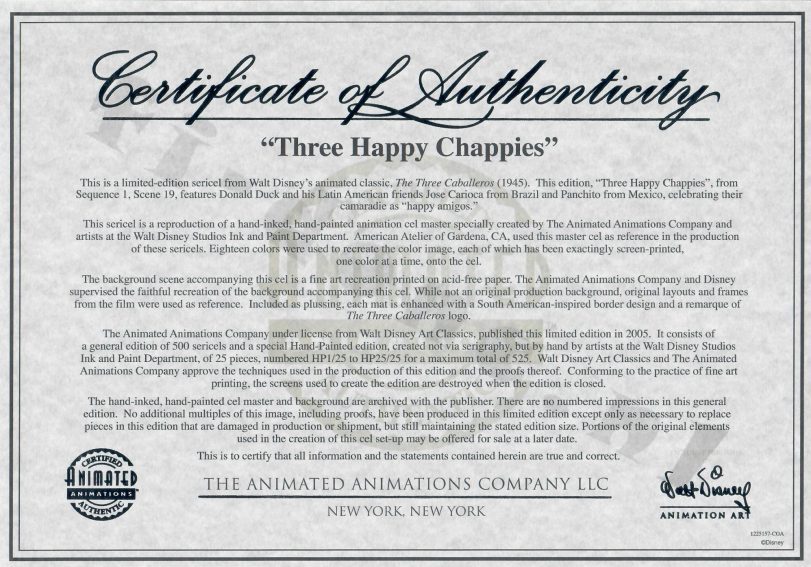 Certificate of Authenticity
“Three Happy Chappies”
This is a limited-edition sericel from Walt Disney’s animated classic, The Three Caballeros (1945). This edition, “Three Happy Chappies”, from
Sequence 1, Scene 19, features Donald Duck and his Latin American friends Jose Carioca from Brazil and Panchito from Mexico, celebrating their
camaradie as “happy amigos.”
This sericel is a reproduction of a hand-inked, hand-painted animation cel master specially created by The Animated Animations Company and
artists at the Walt Disney Studios Ink and Paint Department. American Atelier of Gardena, CA, used this master cel as reference in the production
of these sericels. Eighteen colors were used to recreate the color image, each of which has been exactingly screen-printed,
one color at a time, onto the cel.
The background scene accompanying this cel is a fine art recreation printed on acid-free paper. The Animated Animations Company and Disney
supervised the faithful recreation of the background accompanying this cel. While not an original production background, original layouts and frames
from the film were used as reference. Included as plussing, each mat is enhanced with a South American-inspired border design and a remarque of
The Three Caballeros logo.
The Animated Animations Company under license from Walt Disney Art Classics, published this limited edition in 2005. It consists of
a general edition of 500 sericels and a special Hand-Painted edition, created not via serigraphy, but by hand by artists at the Walt Disney Studios
Ink and Paint Department, of 25 pieces, numbered HP1/25 to HP25/25 for a maximum total of 525. Walt Disney Art Classics and The Animated
Animations Company approve the techniques used in the production of this edition and the proofs thereof. Conforming to the practice of fine art
printing, the screens used to create the edition are destroyed when the edition is closed.
The hand-inked, hand-painted cel master and background are archived with the publisher. There are no numbered impressions in this general
edition. No additional multiples of this image, including proofs, have been produced in this limited edition except only as necessary to replace
pieces in this edition that are damaged in production or shipment, but still maintaining the stated edition size. Portions of the original elements
used in the creation of this cel set-up may be offered for sale at a later date.
This is to certify that all information and the statements contained herein are true and correct.
CERTIFIED
ANIMATED
ANIMATIONS
AUTHENTIC
THE ANIMATED ANIMATIONS COMPANY LLC
NEW YORK, NEW YORK
Walt Disney
ANIMATION ART
1225157-COA
©Disney